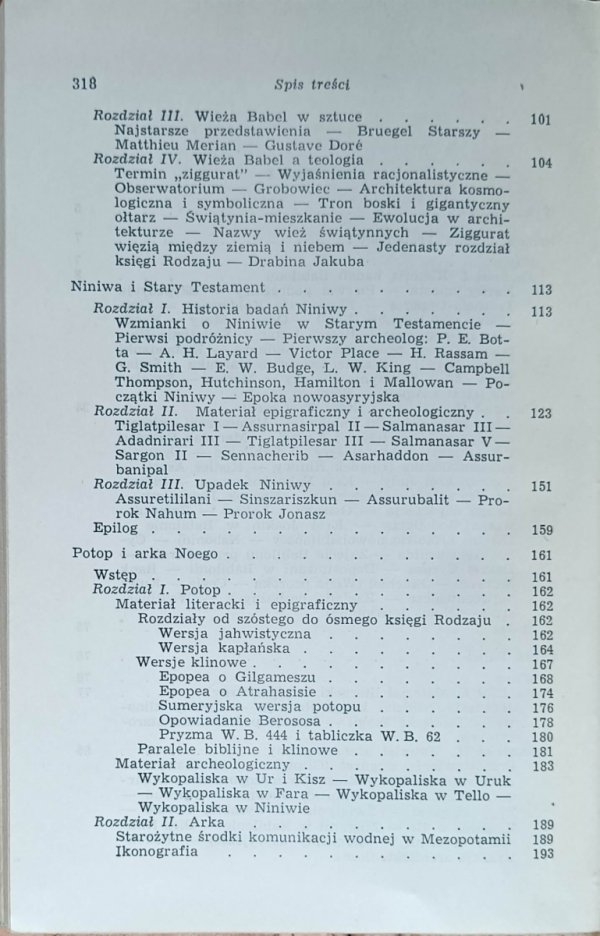 318 Spis treści
Rozdział III. Wieża Babel w sztuce . . . . . . 101
Najstarsze przedstawienia — Bruegel Starszy —
Matthieu Merian — Gustave Doré
Rozdział IV. Wieża Babel a teologia . . . . . . 104
Termin „ziggurat” — Wyjaśnienia racjonalistyczne —
Obserwatorium — Grobowiec — Architektura kosmo-
logiczna i symboliczna — Tron boski i gigantyczny
ołtarz — Świątynia-mieszkanie — Ewolucja w archi-
tekturze — Nazwy wież świątynnych — Ziggurat
więzią między ziemią i niebem — Jedenasty rozdział
księgi Rodzaju — Drabina Jakuba
Niniwa i Stary Testament . . . . . . . . . . 113
Rozdział I. Historia badań Niniwy . . . . . . . 113
Wzmianki o Niniwie w Starym Testamencie —
Pierwsi podróżnicy — Pierwszy archeolog: P. E. Bot-
ta — A. H. Layard — Victor Place — H. Rassam —
G. Smith — E. W. Budge, L. W. King — Campbell
Thompson, Hutchinson, Hamilton i Mallowan — Po-
czątki Niniwy — Epoka nowoasyryjska
Rozdział II. Materiał epigraficzny i archeologiczny . . 123
Tiglatpilesar I — Assurnasirpal II — Salmanasar III —
Adadnirari III — Tiglatpilesar III — Salmanasar V —
Sargon II — Sennacherib — Asarhaddon — Assur-
banipal
Rozdział III. Upadek Niniwy . . . . . . . . 151
Assuretililani — Sinszariszkun — Assurubalit — Pro-
rok Nahum — Prorok Jonasz
Epilog . . . . . . . . . . . . . . . 159
Potop i arka Noego . . . . . . . . . . . . 161
Wstęp . . . . . . . . . . . . . . . 161
Rozdział I. Potop . . . . . . . . . . . . 162
Materiał literacki i epigraficzny . . . . . . 162
Rozdziały od szóstego do ósmego księgi Rodzaju . 162
Wersja jahwistyczna . . . . . . . . 162
Wersja kapłańska . . . . . . . . . 164
Wersje klinowe . . . . . . . . . . . 167
Epopea o Gilgameszu . . . . . . . . 168
Epopea o Atrahasisie . . . . . . . . 174
Sumeryjska wersja potopu . . . . . . 176
Opowiadanie Berososa . . . . . . . . 178
Pryzma W. B. 444 i tabliczka W. B. 62 . . . 180
Paralele biblijne i klinowe . . . . . . . 181
Materiał archeologiczny . . . . . . . . . 183
Wykopaliska w Ur i Kisz — Wykopaliska w Uruk
— Wykopaliska w Fara — Wykopaliska w Tello —
Wykopaliska w Niniwie
Rozdział II. Arka . . . . . . . . . . . 189
Starożytne środki komunikacji wodnej w Mezopotamii 189
Ikonografia . . . . . . . . . . . . 193